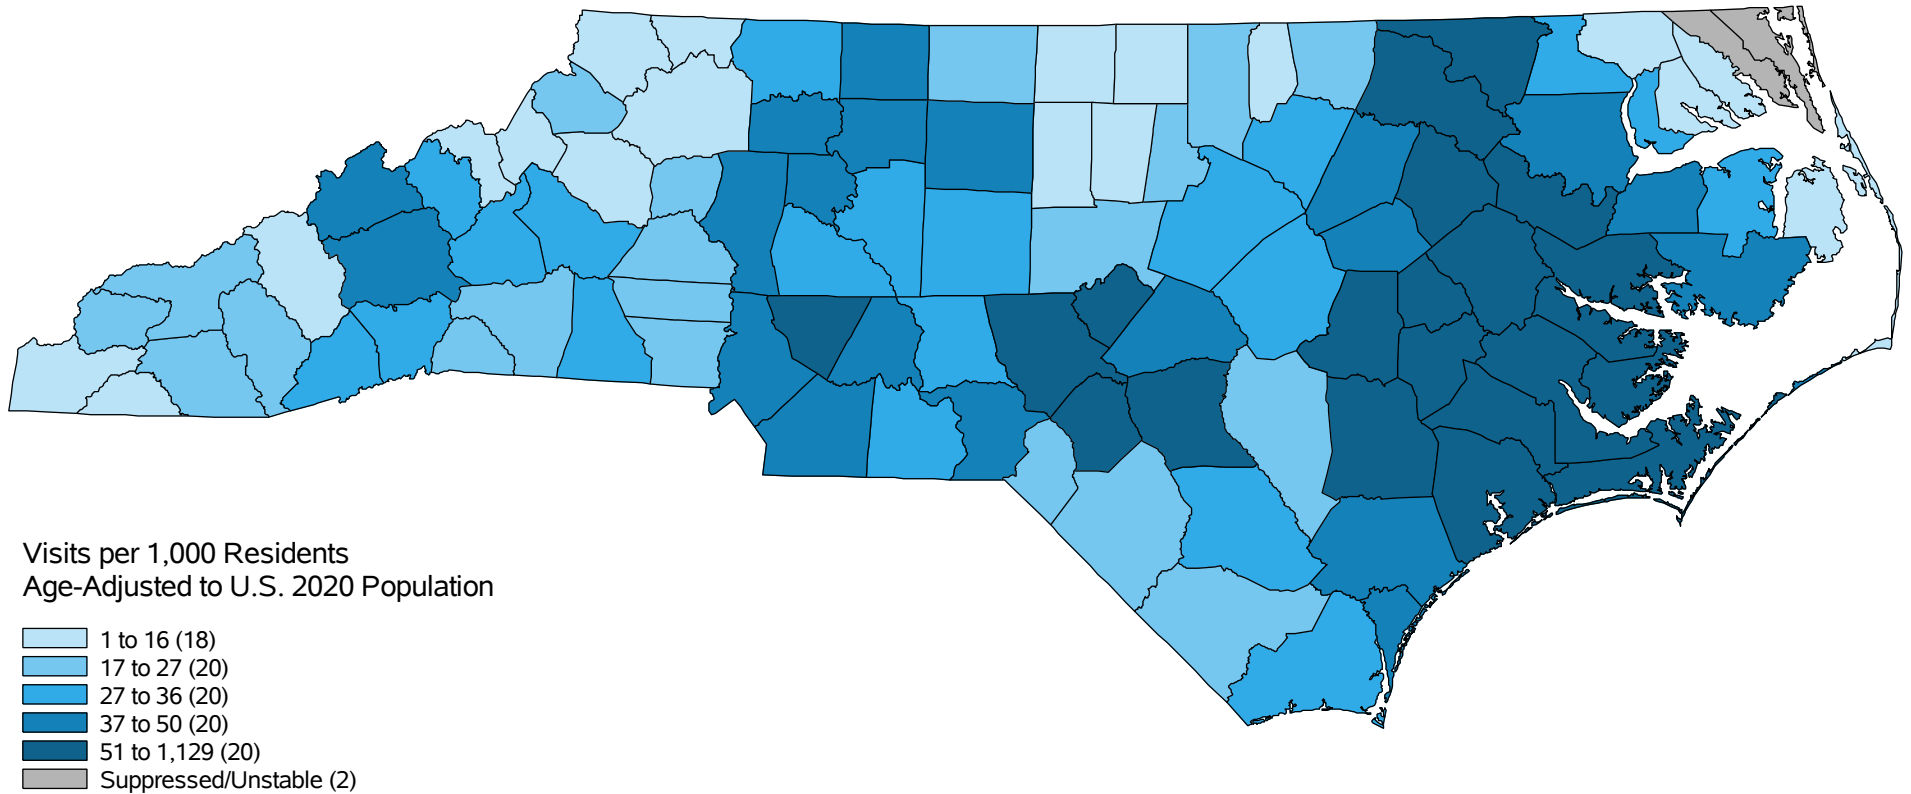 Visits per 1,000 Residents
Age-Adjusted to U.S. 2020 Population
1 to 16 (18)
17 to 27 (20)
27 to 36 (20)
37 to 50 (20)
51 to 1,129 (20)
Suppressed/Unstable (2)